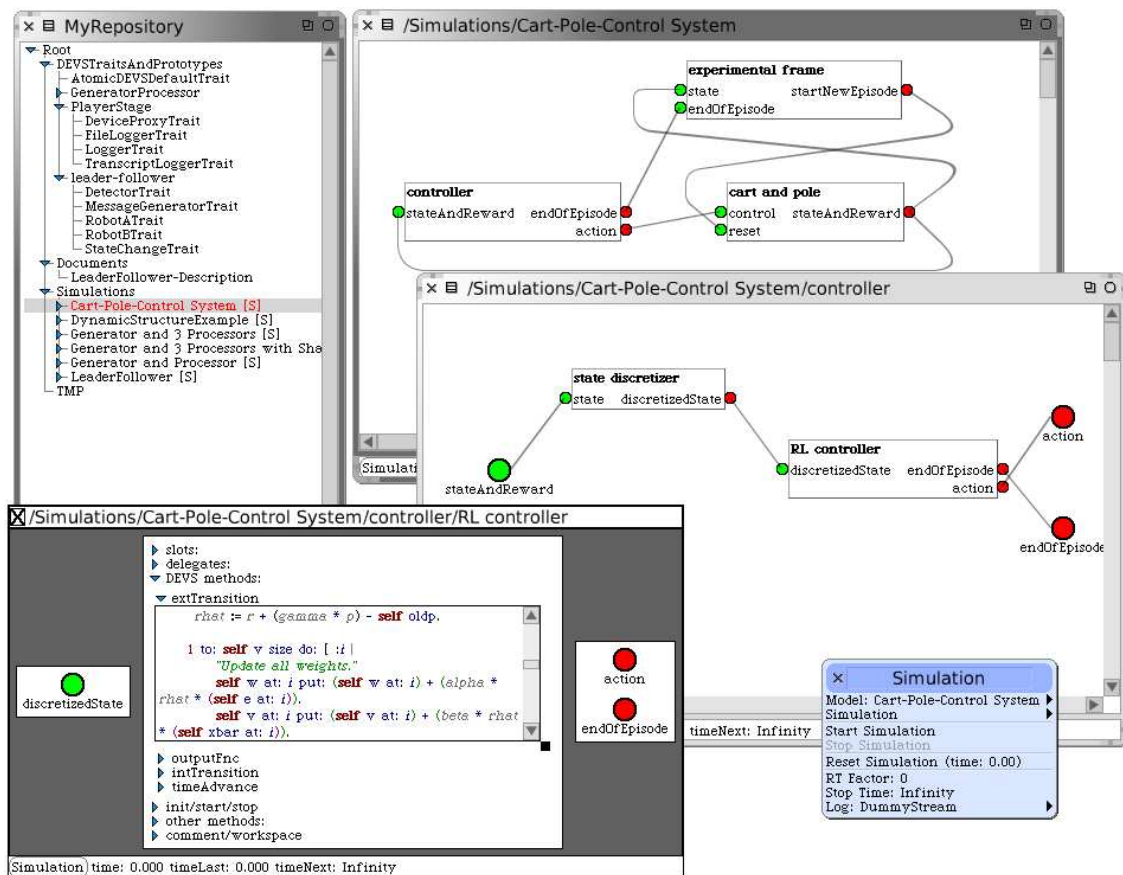 MyRepository
Root
DEVSTraitsAndPrototypes
AtomicDEVSDefaultTrait
GeneratorProcessor
PlayerStage
DeviceProxyTrait
FileLoggerTrait
LoggerTrait
TranscriptLoggerTrait
leader-follower
DetectorTrait
MessageGeneratorTrait
RobotATrait
RobotBTrait
StateChangeTrait
Documents
LeaderFollower-Description
Simulations
Cart-Pole-Control System [S]
DynamicStructureExample [S]
Generator and 3 Processors [S]
Generator and 3 Processors with Sha
Generator and Processor [S]
LeaderFollower [S]
TMP
/Simulations/Cart-Pole-Control System
experimental frame
state startNewEpisode
endOfEpisode
controller
stateAndReward endOfEpisode
action
cart and pole
control stateAndReward
reset
Simulati
/Simulations/Cart-Pole-Control System/controller
state discretizer
state discretizedState
stateAndReward
RL controller
discretizedState endOfEpisode
action
action
endOfEpisode
timeNext: Infinity
/Simulations/Cart-Pole-Control System/controller/RL controller
discretizedState
slots:
delegates:
DEVS methods:
extTransition
rhat := r + (gamma * p) - self oldp.
1 to: self v size do: [ :i |
"Update all weights."
self w at: i put: (self w at: i) + (alpha *
rhat * (self e at: i)).
self v at: i put: (self v at: i) + (beta * rhat
* (self xbar at: i)).
outputFnc
intTransition
timeAdvance
init/start/stop
other methods:
comment/workspace
action
endOfEpisode
Simulation time: 0.000 timeLast: 0.000 timeNext: Infinity
Simulation
Model: Cart-Pole-Control System
Simulation
Start Simulation
Stop Simulation
Reset Simulation (time: 0.00)
RT Factor: 0
Stop Time: Infinity
Log: DummyStream